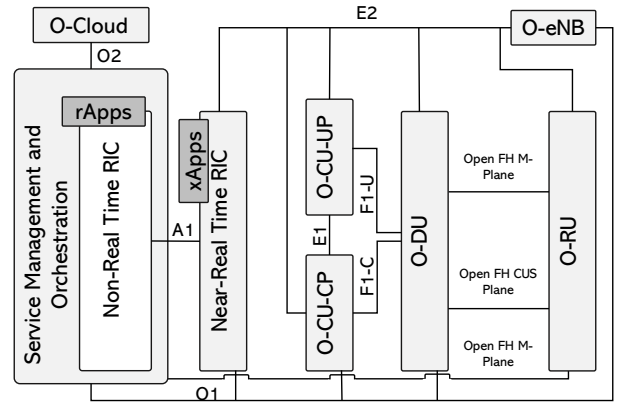 E2
O-Cloud
O-eNB
O2
rApps
Service Management and
Orchestration
Non-Real Time RIC
A1
xApps
Near-Real Time RIC
O-CU-UP
E1
O-CU-CP
F1-U
F1-C
O-DU
Open FH M-
Plane
Open FH CUS
Plane
Open FH M-
Plane
O-RU
O1